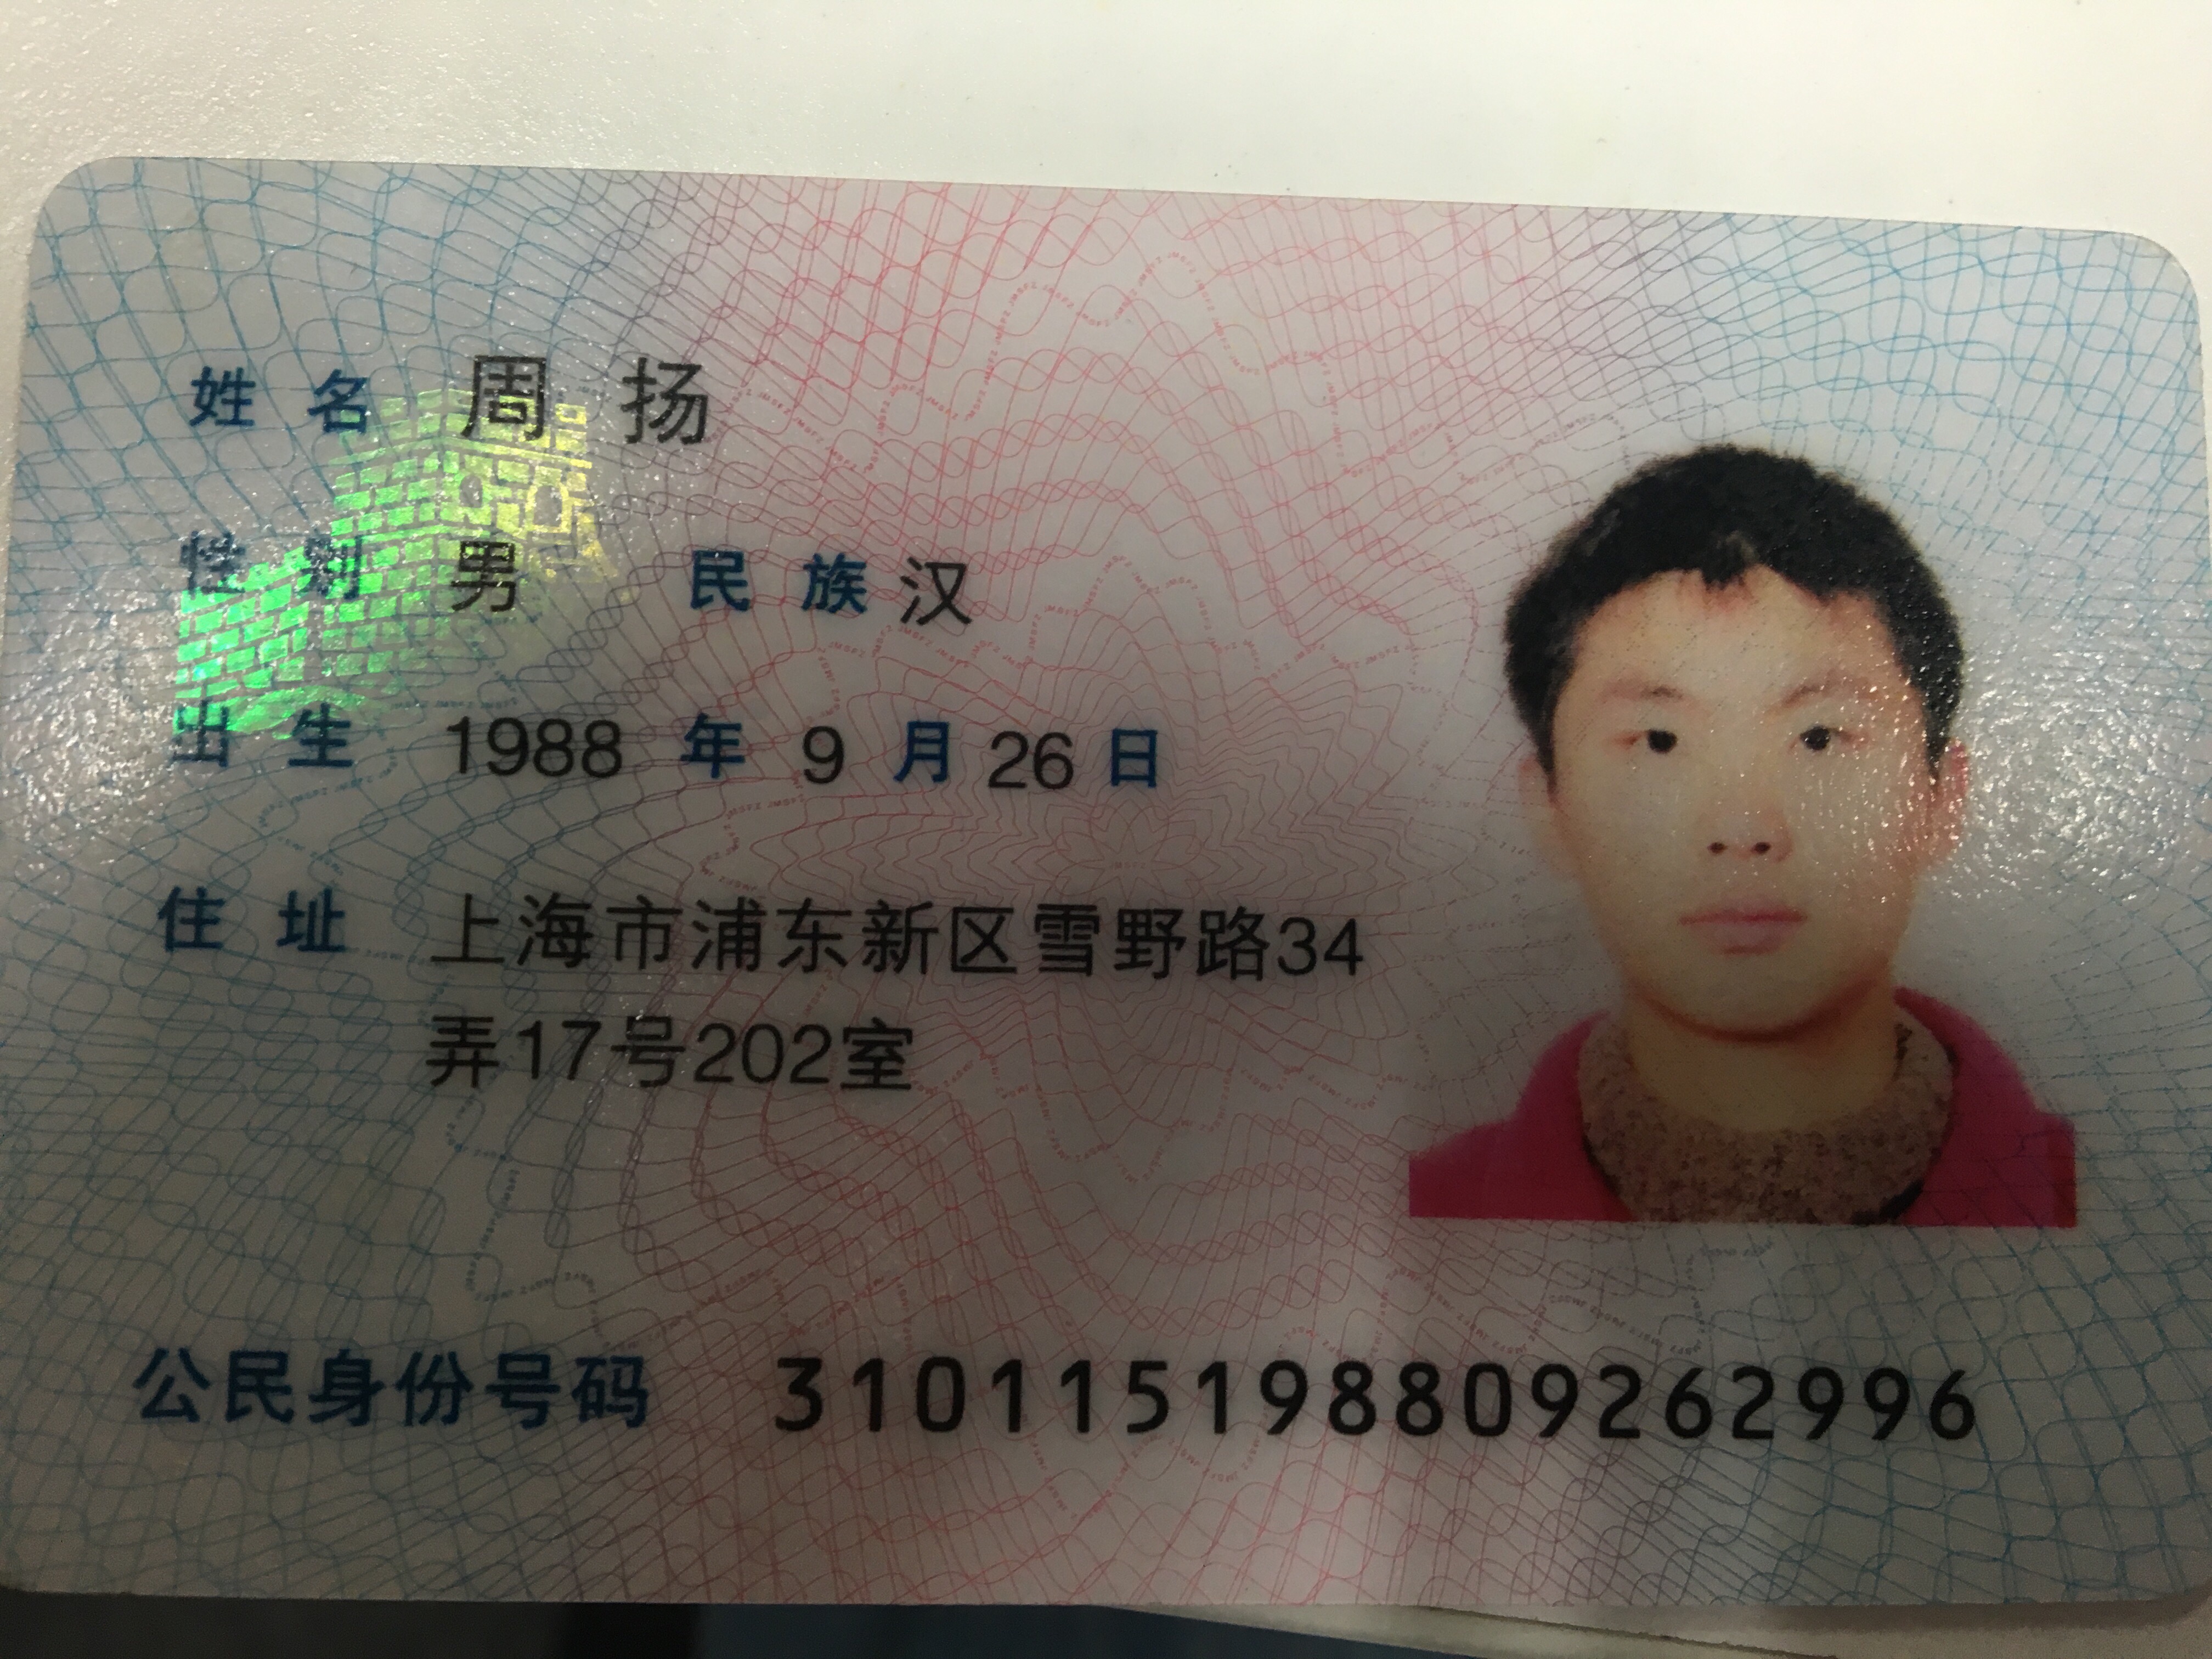 姓名 周扬
性别 男 民族 汉
出生 1988 年 9 月 26 日
住址 上海市浦东新区雪野路34
弄17号202室
公民身份号码 310115198809262996